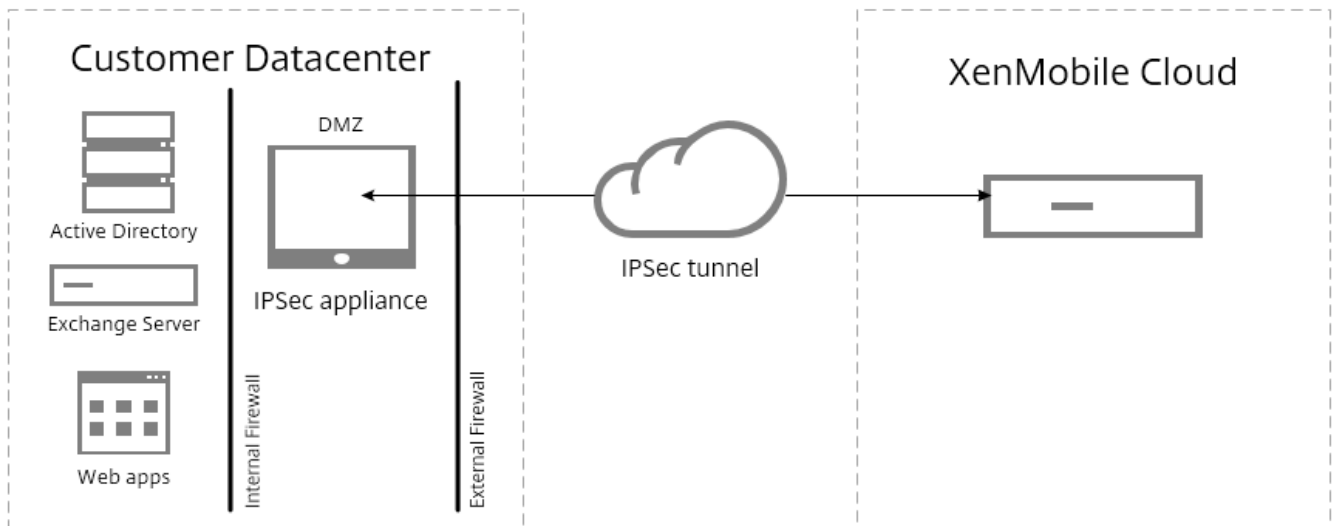 Customer Datacenter
XenMobile Cloud
DMZ
Active Directory
IPSec appliance
IPSec tunnel
Exchange Server
Web apps
Internal Firewall
External Firewall